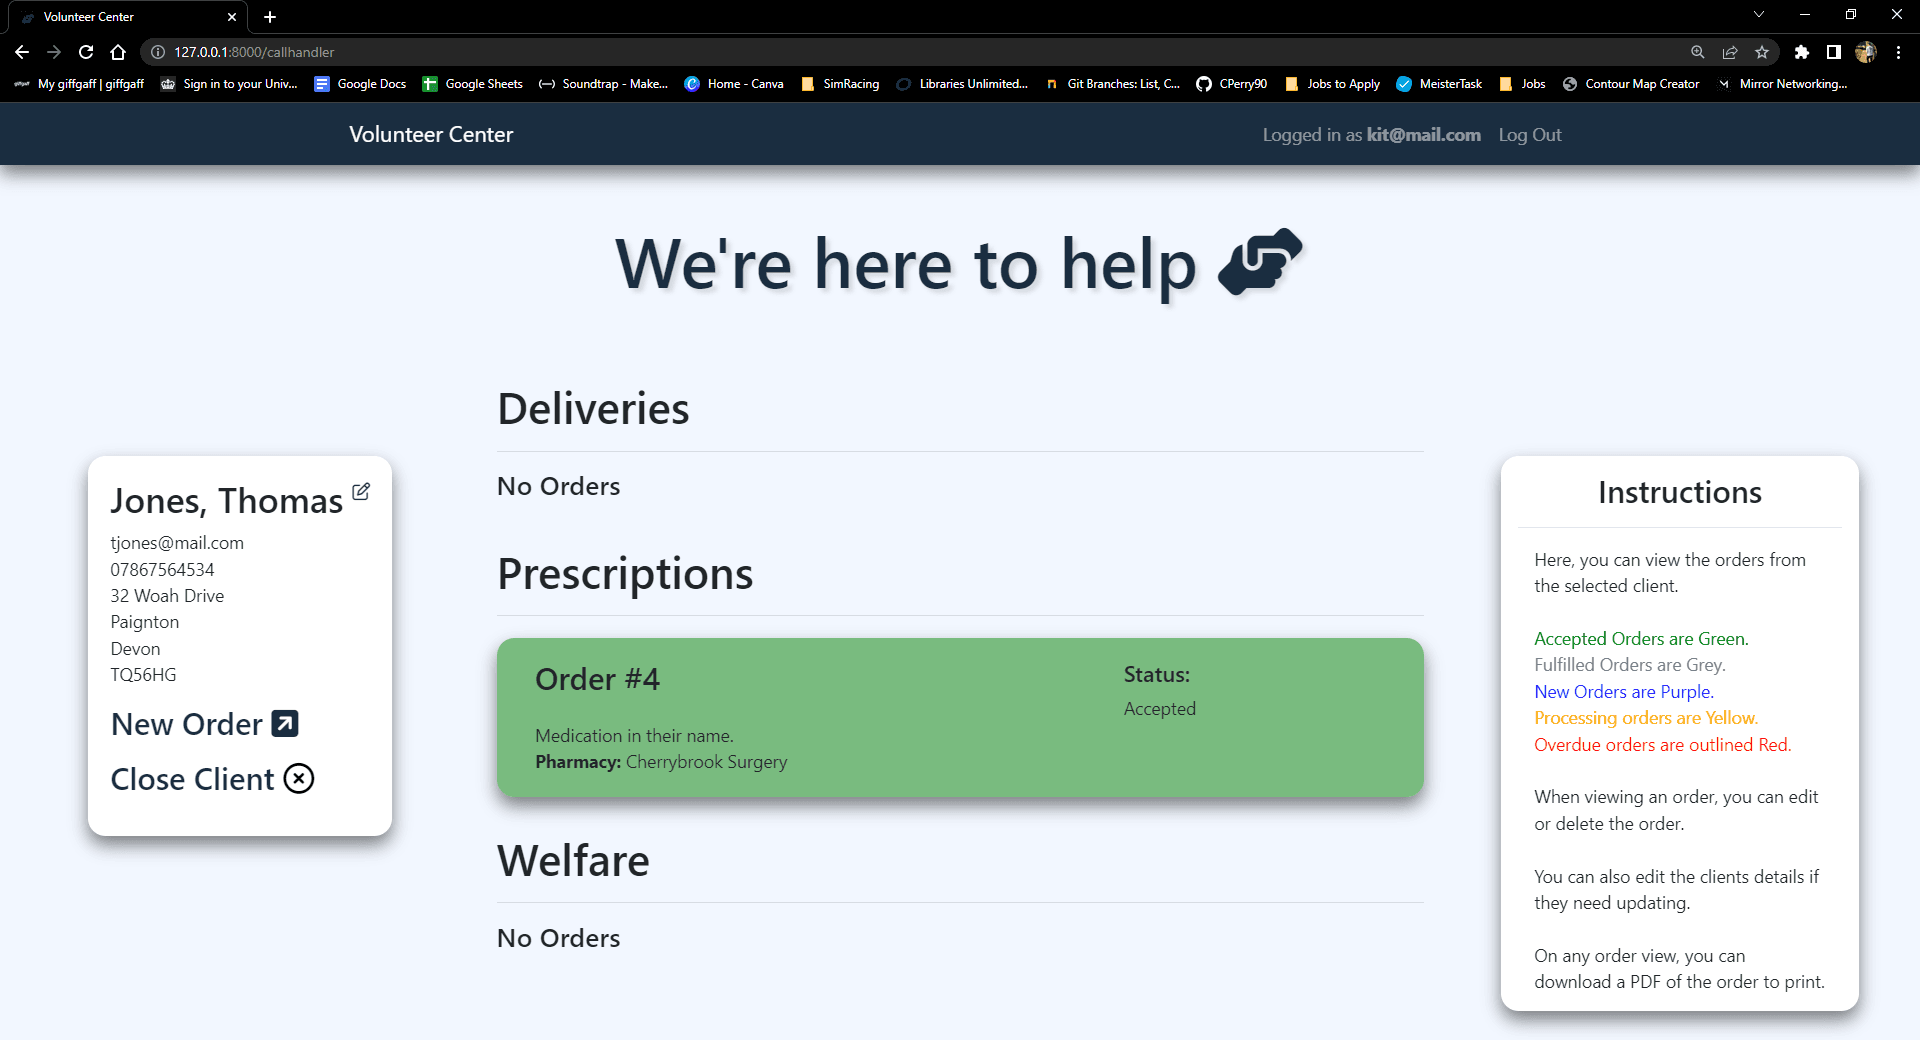 Volunteer Center
127.0.0.1:8000/callhandler
My giffgaff | giffgaff
Sign in to your Univ...
Google Docs
Google Sheets
Soundtrap - Make...
Home - Canva
SimRacing
Libraries Unlimited...
Git Branches: List, C...
CPerry90
Jobs to Apply
MeisterTask
Jobs
Contour Map Creator
Mirror Networking...
Volunteer Center
Logged in as kit@mail.com
Log Out
We're here to help
Jones, Thomas
tjones@mail.com
07867564534
32 Woah Drive
Paignton
Devon
TQ56HG
New Order
Close Client
Deliveries
No Orders
Prescriptions
Order #4
Medication in their name.
Pharmacy: Cherrybrook Surgery
Status:
Accepted
Welfare
No Orders
Instructions
Here, you can view the orders from
the selected client.
Accepted Orders are Green.
Fulfilled Orders are Grey.
New Orders are Purple.
Processing orders are Yellow.
Overdue orders are outlined Red.
When viewing an order, you can edit
or delete the order.
You can also edit the clients details if
they need updating.
On any order view, you can
download a PDF of the order to print.